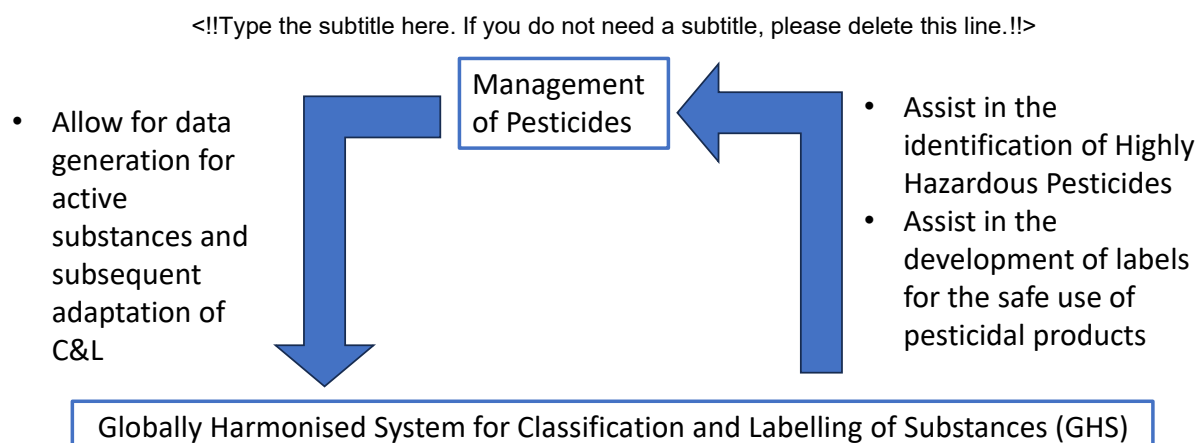 <!!Type the subtitle here. If you do not need a subtitle, please delete this line.!!>
Management
of Pesticides
• Allow for data
generation for
active
substances and
subsequent
adaptation of
C&L
• Assist in the
identification of Highly
Hazardous Pesticides
• Assist in the
development of labels
for the safe use of
pesticidal products
Globally Harmonised System for Classification and Labelling of Substances (GHS)